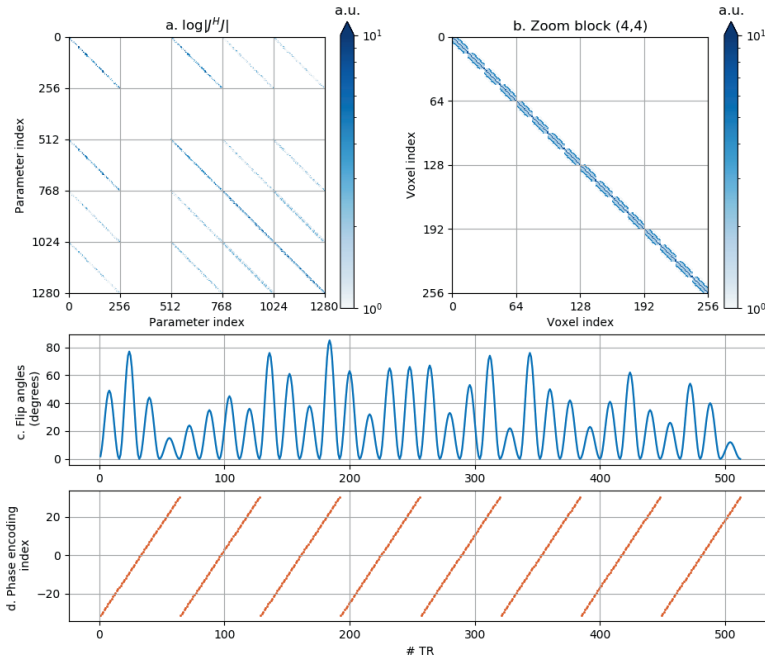 a.u. a.u.
a. log|J^H J| b. Zoom block (4,4)
0 10^1 0 10^1
256 64
512 128
768 192
1024
1280 10^0 256 10^0
0 256 512 768 1024 1280 0 64 128 192 256
Parameter index Voxel index
Parameter index
Voxel index
80
60
40
20
0
0 100 200 300 400 500
c. Flip angles
(degrees)
20
0
−20
0 100 200 300 400 500
d. Phase encoding
index
# TR